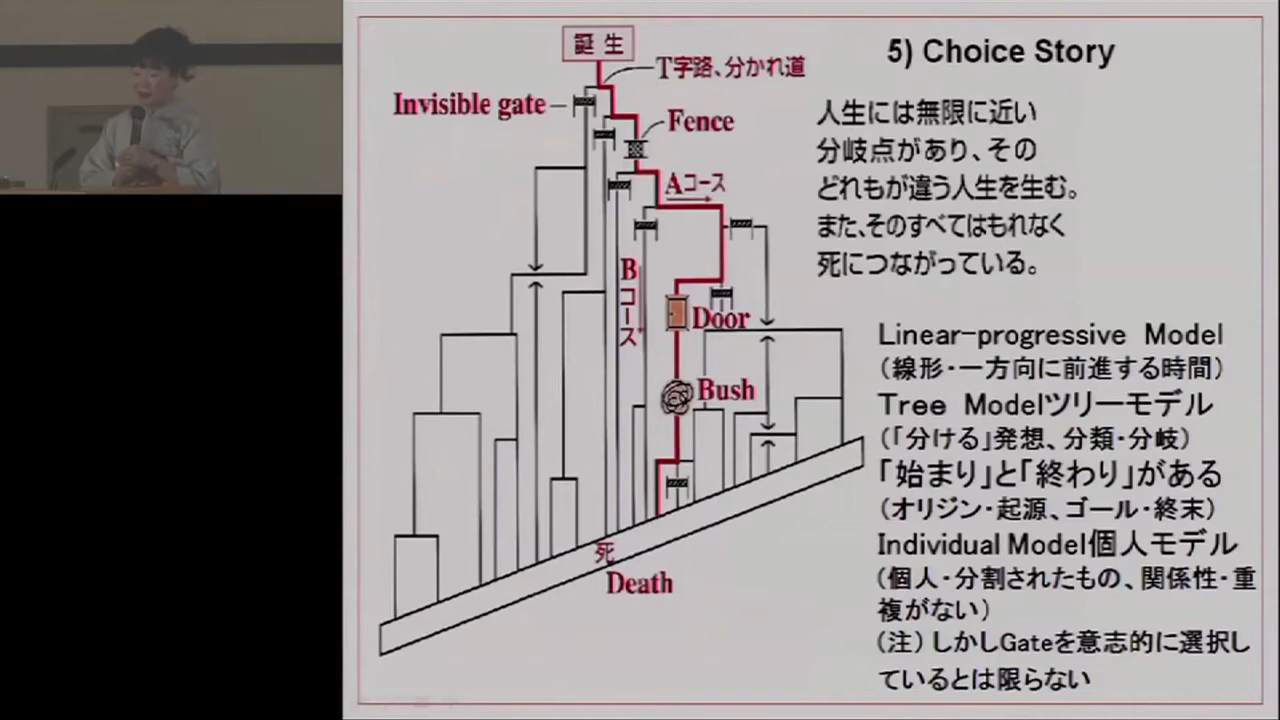 誕生
T字路、分かれ道
Invisible gate
Fence
Aコース
Bコース
Door
Bush
死
Death
5) Choice Story
人生には無限に近い
分岐点があり、その
どれもが違う人生を生む。
また、そのすべてはもれなく
死につながっている。
Linear-progressive Model
（線形・一方向に前進する時間）
Tree Modelツリーモデル
（「分ける」発想、分類・分岐）
「始まり」と「終わり」がある
（オリジン・起源、ゴール・終末）
Individual Model個人モデル
（個人・分割されたもの、関係性・重
複がない）
（注）しかしGateを意志的に選択し
ているとは限らない